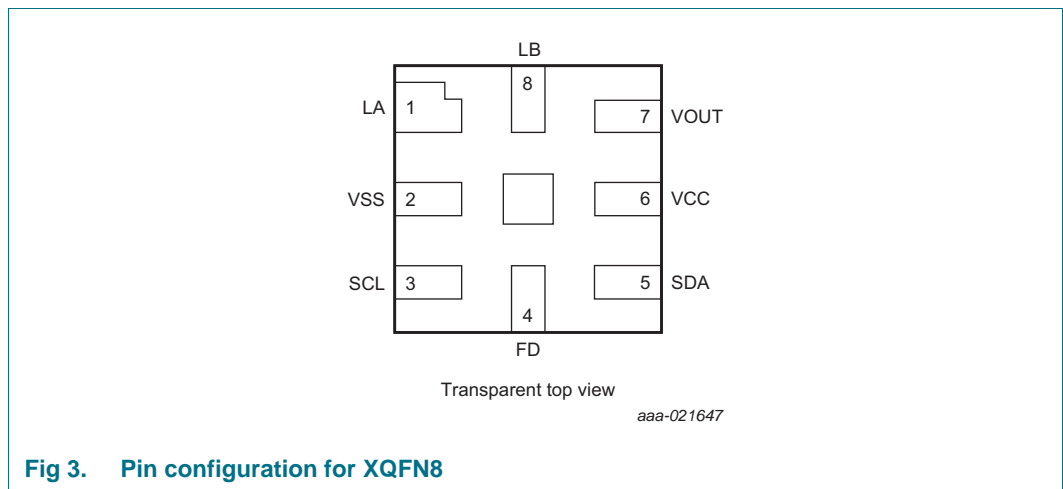 LB
8
LA 1
7 VOUT
VSS 2
6 VCC
SCL 3
5 SDA
4
FD
Transparent top view
aaa-021647
Fig 3. Pin configuration for XQFN8